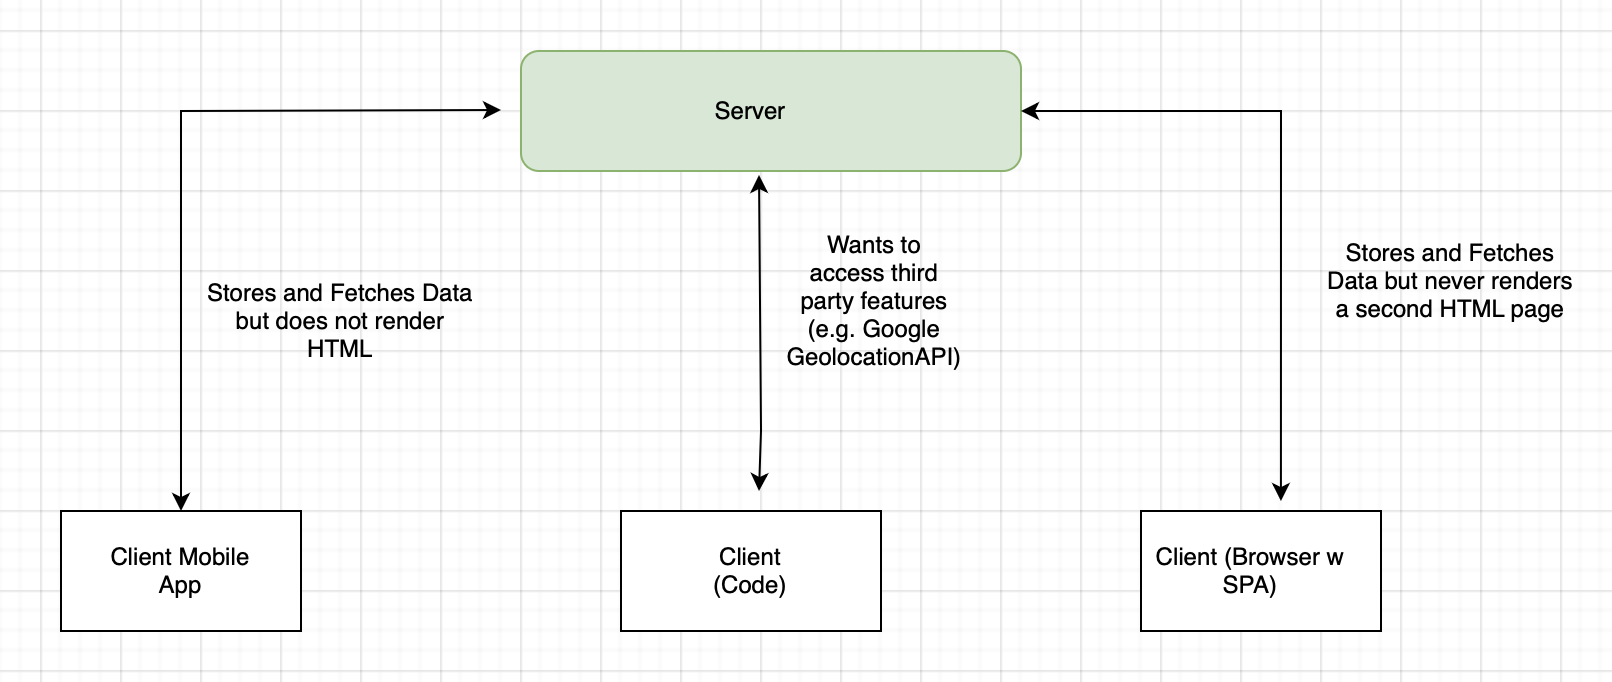 Server
Stores and Fetches Data
but does not render
HTML
Wants to
access third
party features
(e.g. Google
GeolocationAPI)
Stores and Fetches
Data but never renders
a second HTML page
Client Mobile
App
Client
(Code)
Client (Browser w
SPA)